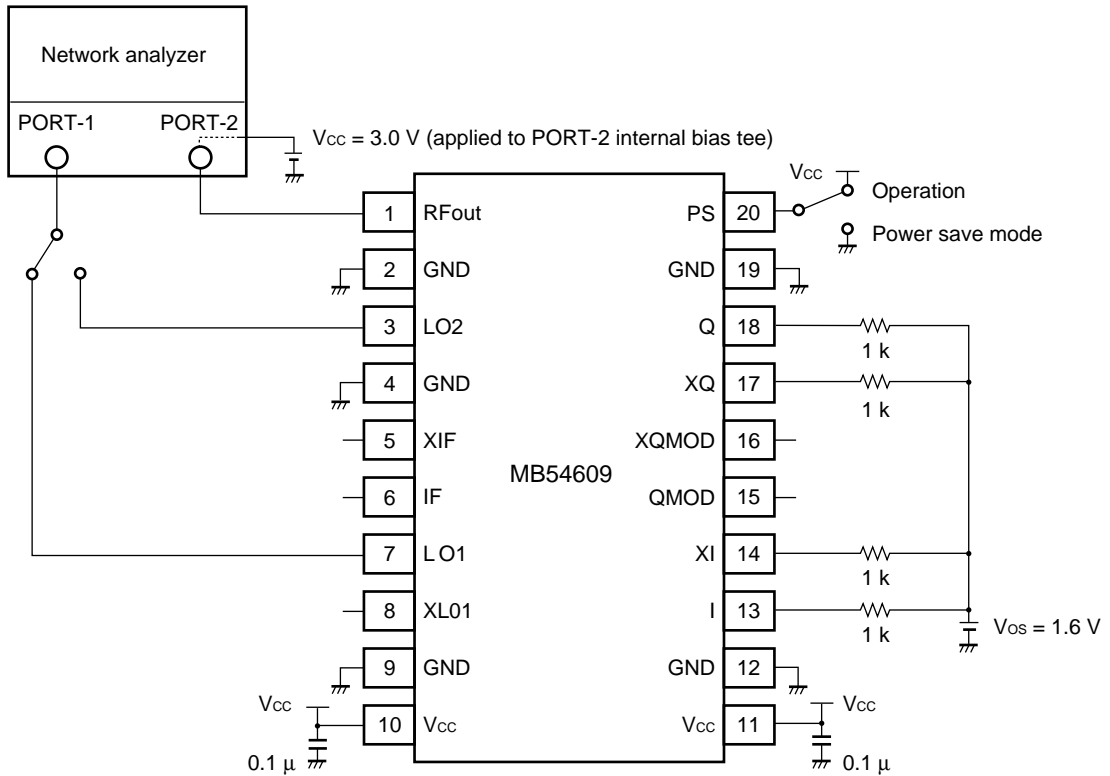 Network analyzer
PORT-1 PORT-2
Vcc = 3.0 V (applied to PORT-2 internal bias tee)
Vcc
Operation
Power save mode
1 RFout PS 20
2 GND GND 19
3 LO2 Q 18
1 k
4 GND XQ 17
1 k
5 XIF XQMOD 16
MB54609
6 IF QMOD 15
7 LO1 XI 14
1 k
8 XL01 I 13
1 k
Vos = 1.6 V
9 GND GND 12
Vcc Vcc
10 Vcc Vcc 11
0.1 μ 0.1 μ